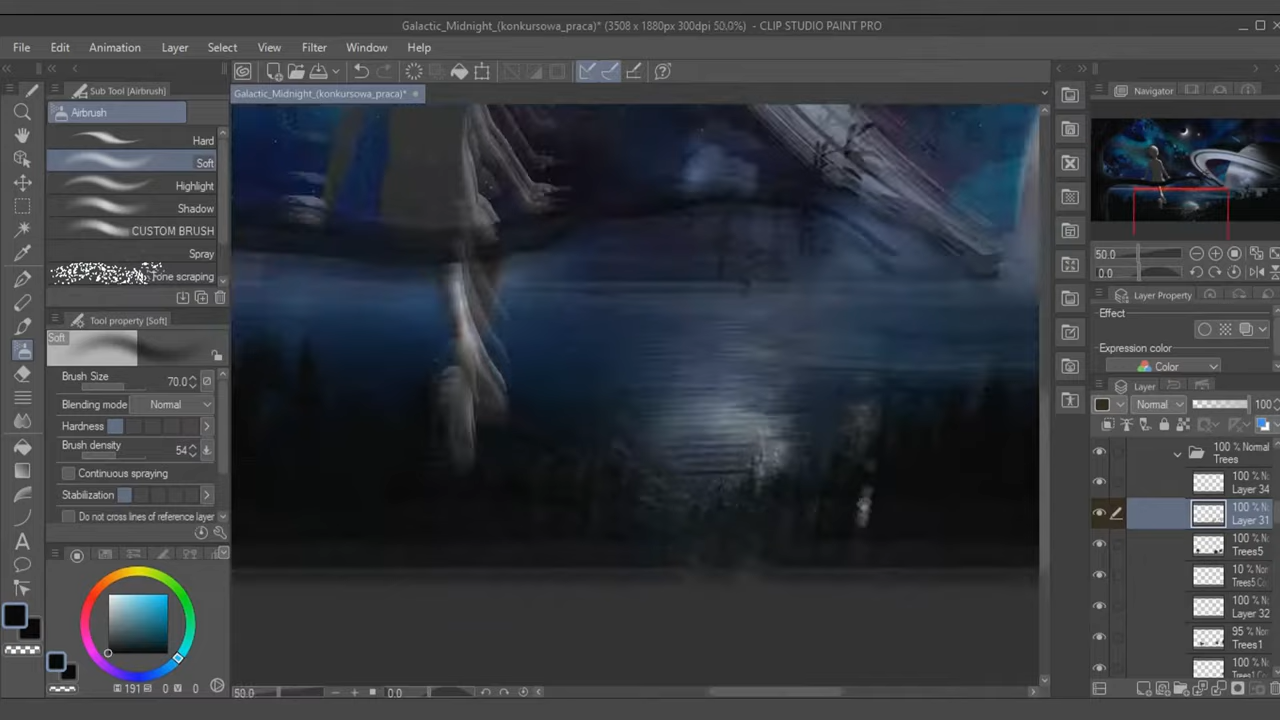 Galactic_Midnight_(konkursowa_praca)* (3508 x 1880px 300dpi 50.0%) - CLIP STUDIO PAINT PRO
File Edit Animation Layer Select View Filter Window Help
Sub Tool [Airbrush]
Galactic_Midnight_(konkursowa_praca)*
Navigator
Airbrush
Hard
Soft
Highlight
Shadow
CUSTOM BRUSH
Spray
Tone scraping
50.0
0.0
Layer Property
Effect
Expression color
Color
Tool property [Soft]
Soft
Brush Size 70.0
Blending mode Normal
Hardness
Brush density 54
Continuous spraying
Stabilization
Do not cross lines of reference layer
Layer
Normal 100
100 % Normal
Trees
100 % N
Layer 34
100 % N
Layer 31
100 % N
Trees5
10 % Nor
Trees5 Co
100 % N
Layer 32
95 % No
Trees1
100 % N
H 191 S 0 V 0
50.0 0.0